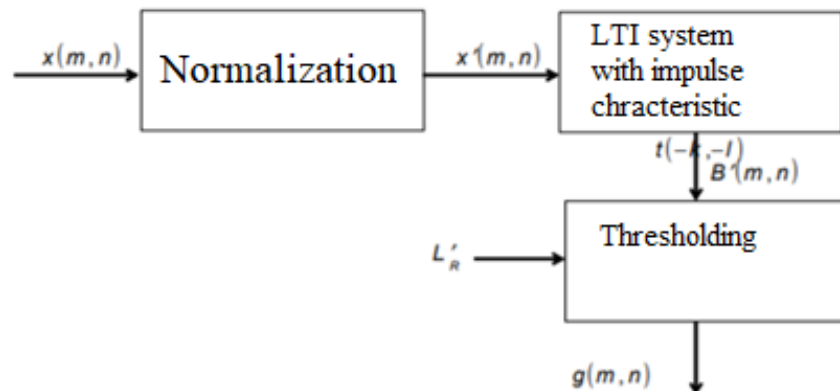 x(m,n)
Normalization
x'(m,n)
LTI system
with impulse
chracteristic
t(-k,-l)
B'(m,n)
Thresholding
L'R
g(m,n)